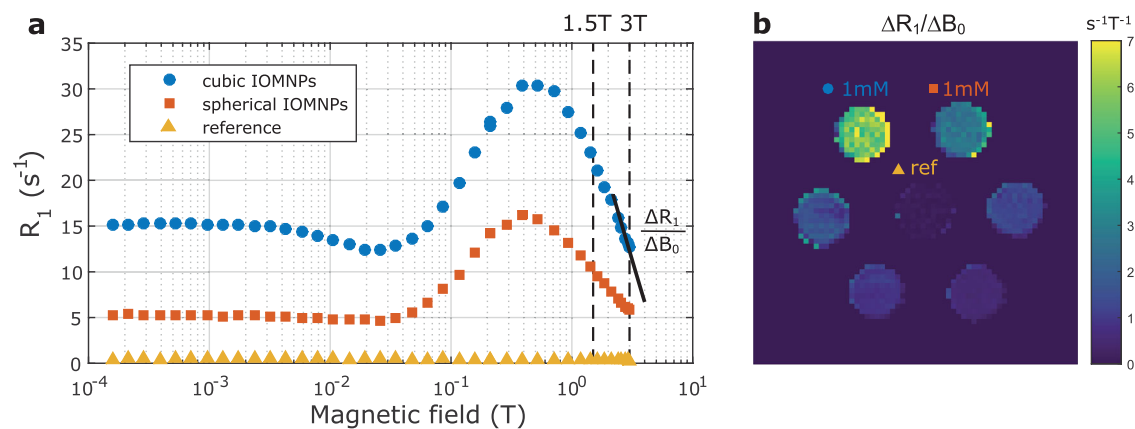 a
1.5T 3T
35
30
25
20
15
10
5
0
R₁ (s⁻¹)
cubic IOMNPs
spherical IOMNPs
reference
ΔR₁
ΔB₀
10⁻⁴
10⁻³
10⁻²
10⁻¹
10⁰
10¹
Magnetic field (T)
b
ΔR₁/ΔB₀
s⁻¹T⁻¹
1mM
1mM
ref
7
6
5
4
3
2
1
0